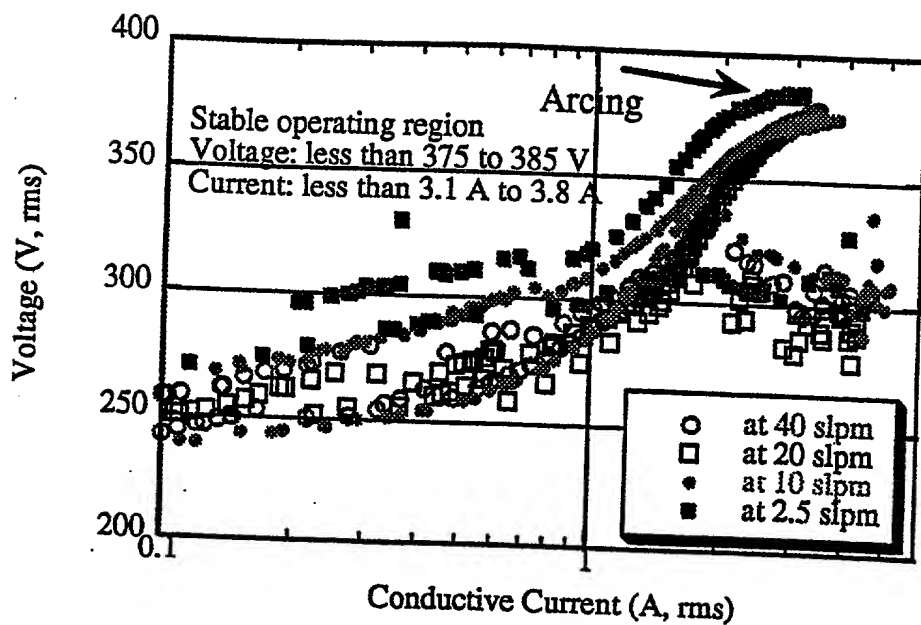 400
350
300
250
200
Voltage (V, rms)
Arcing
Stable operating region
Voltage: less than 375 to 385 V
Current: less than 3.1 A to 3.8 A
at 40 slpm
at 20 slpm
at 10 slpm
at 2.5 slpm
0.1
1
Conductive Current (A, rms)